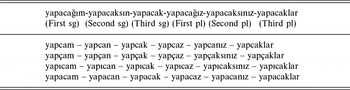 yapacağım-yapacaksın-yapacak-yapacağız-yapacaksınız-yapacaklar
(First sg) (Second sg) (Third sg) (First pl) (Second pl) (Third pl)
yapcam – yapcan – yapcak – yapcaz – yapcanız – yapcaklar
yapçam – yapçan – yapçak – yapçaz – yapçaksınız – yapçaklar
yapıcam – yapıcan – yapıcak – yapıcaz – yapıcaksınız – yapıcaklar
yapacam – yapacan – yapacak – yapacaz – yapacanız – yapacaklar